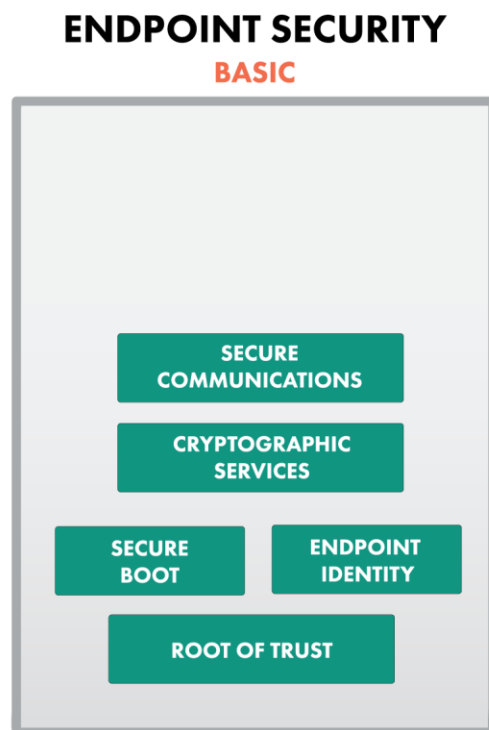 ENDPOINT SECURITY
BASIC
SECURE
COMMUNICATIONS
CRYPTOGRAPHIC
SERVICES
SECURE
BOOT
ENDPOINT
IDENTITY
ROOT OF TRUST